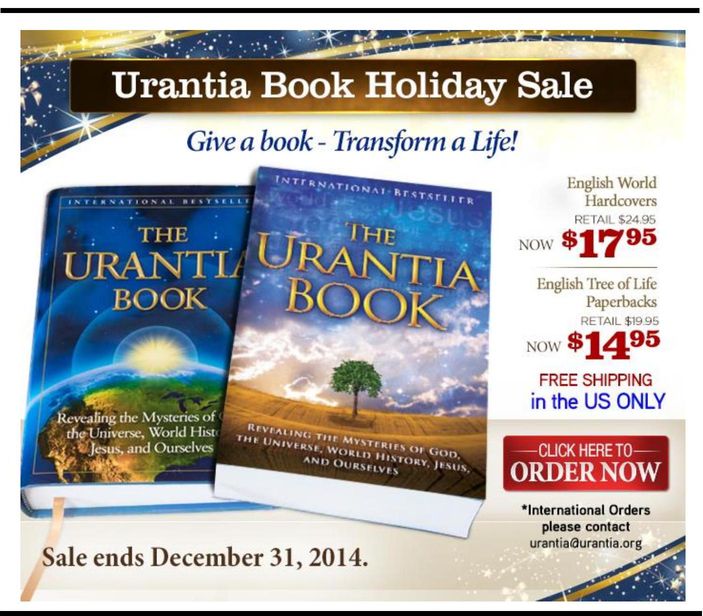 Urantia Book Holiday Sale
Give a book - Transform a Life!
INTERNATIONAL
THE
URANTIA
BOOK
Revealing the Mysteries of
the Universe, World
Jesus, and Ourselves
INTERNATIONAL BESTSELLER
THE
URANTIA
BOOK
REVEALING THE MYSTERIES OF GOD,
THE UNIVERSE, WORLD HISTORY, JESUS,
AND OURSELVES
English World
Hardcovers
RETAIL $24.95
NOW $17.95
English Tree of Life
Paperbacks
RETAIL $19.95
NOW $14.95
FREE SHIPPING
in the US ONLY
CLICK HERE TO
ORDER NOW
*International Orders
please contact
urantia@urantia.org
Sale ends December 31, 2014.